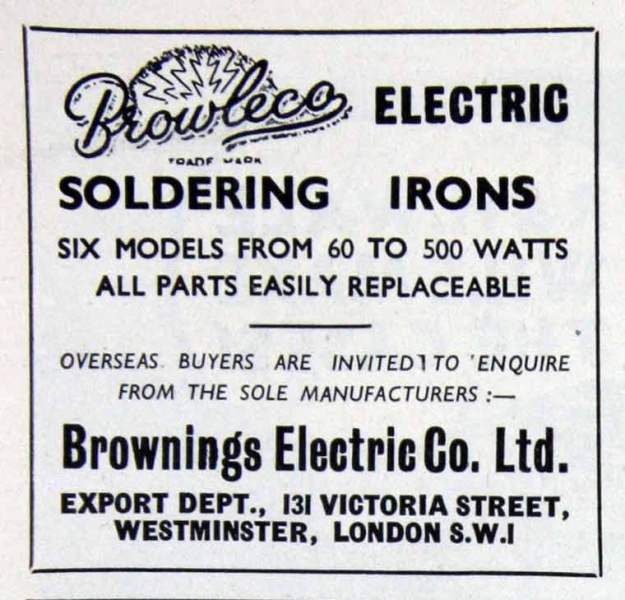 Browleco ELECTRIC
TRADE MARK
SOLDERING IRONS
SIX MODELS FROM 60 TO 500 WATTS
ALL PARTS EASILY REPLACEABLE
OVERSEAS BUYERS ARE INVITED TO ENQUIRE
FROM THE SOLE MANUFACTURERS :—
Brownings Electric Co. Ltd.
EXPORT DEPT., 131 VICTORIA STREET,
WESTMINSTER, LONDON S.W.1